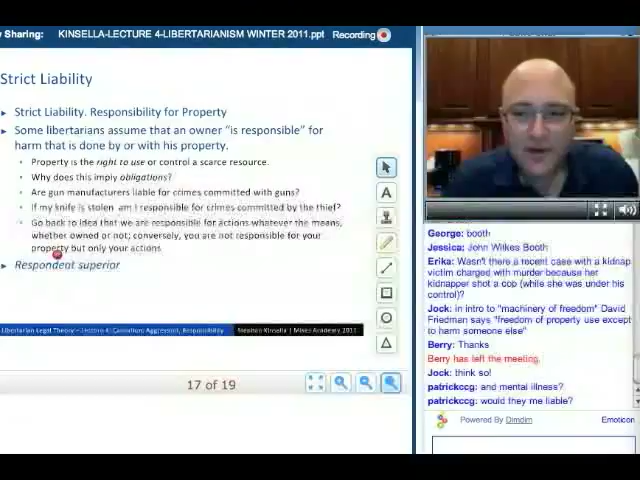 Sharing:
KINSELLA-LECTURE 4-LIBERTARIANISM WINTER 2011.ppt
Recording
Strict Liability
Strict Liability. Responsibility for Property
Some libertarians assume that an owner "is responsible" for
harm that is done by or with his property.
Property is the right to use or control a scarce resource.
Why does this imply obligations?
Are gun manufacturers liable for crimes committed with guns?
If my knife is stolen am I responsible for crimes committed by the thief?
Go back to idea that we are responsible for actions whatever the means,
whether owned or not; conversely, you are not responsible for your
property but only your actions
Respondent superior
Libertarian Legal Theory – Lecture 4: Causation, Aggression, Responsibility
Stephan Kinsella | Mises Academy 2011
17 of 19
A
George: booth
Jessica: John Wilkes Booth
Erika: Wasn't there a recent case with a kidnap
victim charged with murder because her
kidnapper shot a cop (while she was under his
control)?
Jock: in intro to "machinery of freedom" David
Friedman says "freedom of property use except
to harm someone else"
Berry: Thanks
Berry has left the meeting.
Jock: think so!
patrickccg: and mental illness?
patrickccg: would they me liable?
Powered By Dimdim
Emoticon